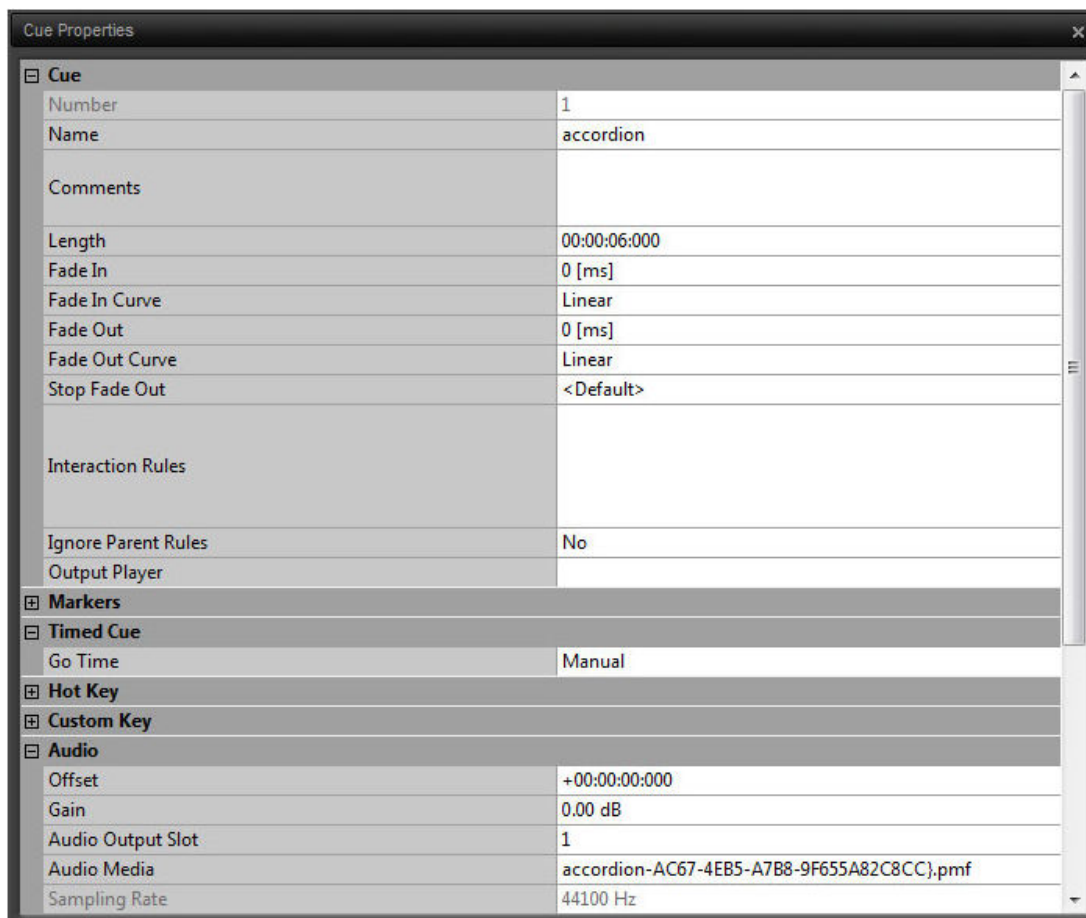 Cue Properties
Cue
Number 1
Name accordion
Comments
Length 00:00:06:000
Fade In 0 [ms]
Fade In Curve Linear
Fade Out 0 [ms]
Fade Out Curve Linear
Stop Fade Out <Default>
Interaction Rules
Ignore Parent Rules No
Output Player
Markers
Timed Cue
Go Time Manual
Hot Key
Custom Key
Audio
Offset +00:00:00:000
Gain 0.00 dB
Audio Output Slot 1
Audio Media accordion-AC67-4EB5-A7B8-9F655A82C8CC}.pmf
Sampling Rate 44100 Hz